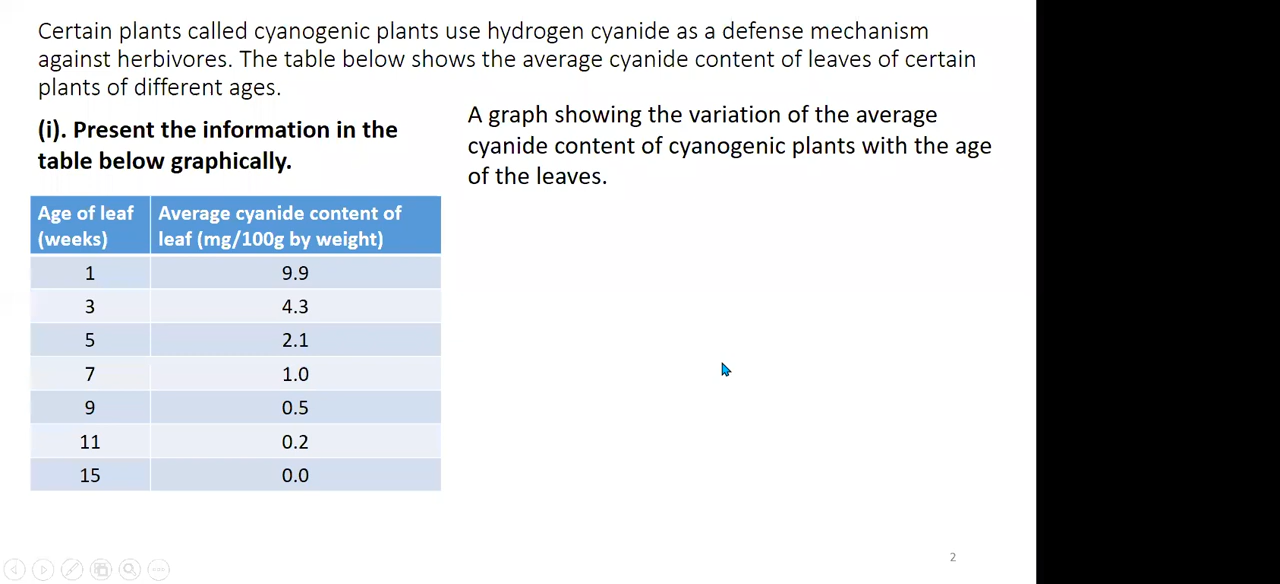 Certain plants called cyanogenic plants use hydrogen cyanide as a defense mechanism
against herbivores. The table below shows the average cyanide content of leaves of certain
plants of different ages.
(i). Present the information in the
table below graphically.
A graph showing the variation of the average
cyanide content of cyanogenic plants with the age
of the leaves.
Age of leaf (weeks) Average cyanide content of leaf (mg/100g by weight)
1 9.9
3 4.3
5 2.1
7 1.0
9 0.5
11 0.2
15 0.0
2